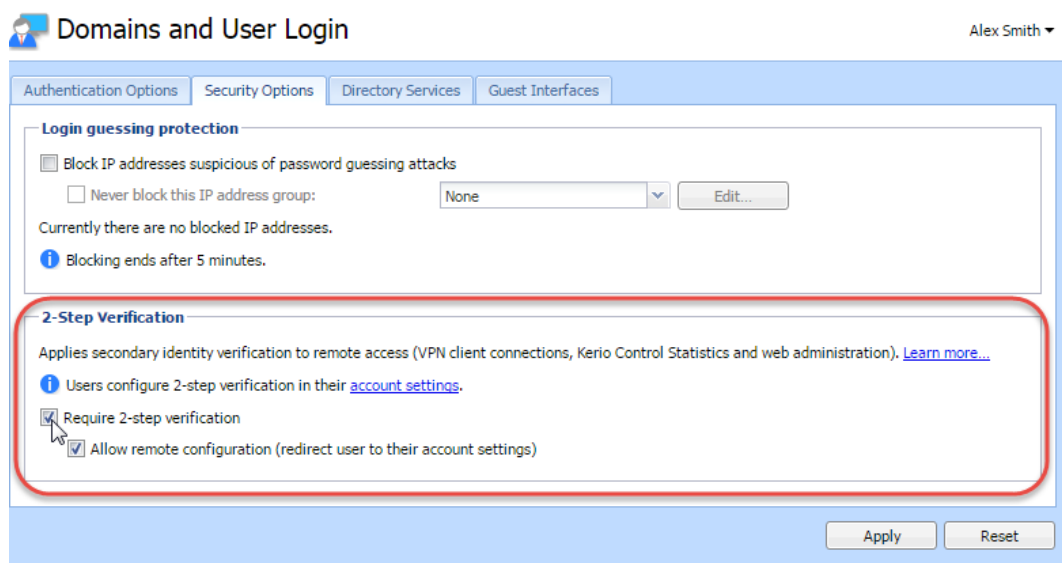 Domains and User Login
Alex Smith
Authentication Options Security Options Directory Services Guest Interfaces
Login guessing protection
Block IP addresses suspicious of password guessing attacks
Never block this IP address group: None Edit...
Currently there are no blocked IP addresses.
Blocking ends after 5 minutes.
2-Step Verification
Applies secondary identity verification to remote access (VPN client connections, Kerio Control Statistics and web administration). Learn more...
Users configure 2-step verification in their account settings.
Require 2-step verification
Allow remote configuration (redirect user to their account settings)
Apply Reset